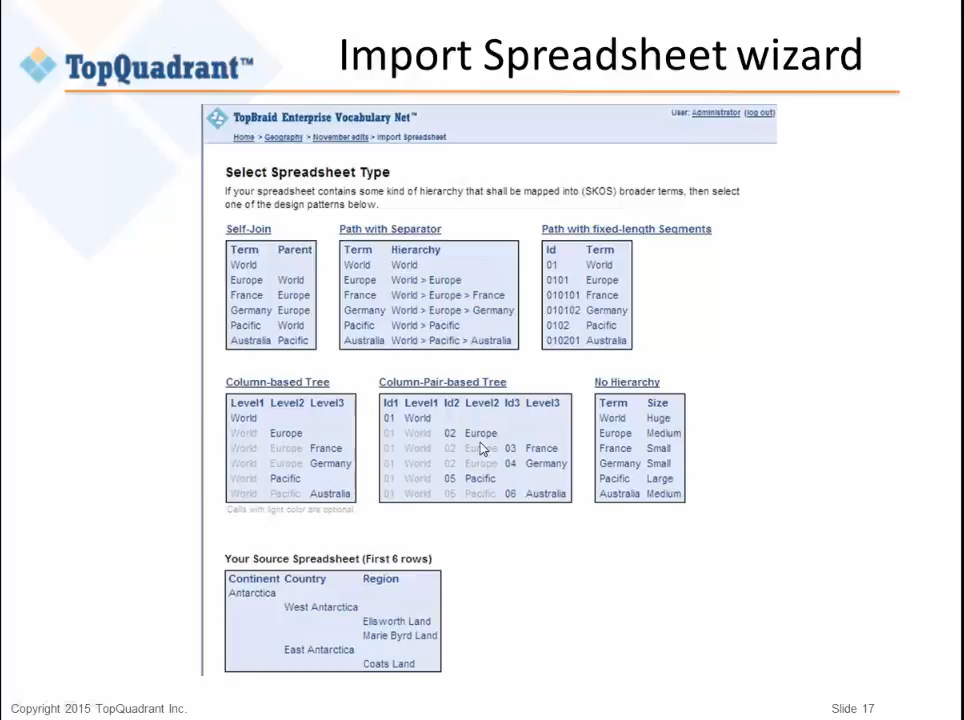 TopQuadrant™
Import Spreadsheet wizard
TopBraid Enterprise Vocabulary Net™
User: Administrator (log out)
Home > Geography > November edits > Import Spreadsheet
Select Spreadsheet Type
If your spreadsheet contains some kind of hierarchy that shall be mapped into (SKOS) broader terms, then select
one of the design patterns below.
Self-Join
Term Parent
World
Europe World
France Europe
Germany Europe
Pacific World
Australia Pacific
Path with Separator
Term Hierarchy
World World
Europe World > Europe
France World > Europe > France
Germany World > Europe > Germany
Pacific World > Pacific
Australia World > Pacific > Australia
Path with fixed-length Segments
Id Term
01 World
0101 Europe
010101 France
010102 Germany
0102 Pacific
010201 Australia
Column-based Tree
Level1 Level2 Level3
World
World Europe
World Europe France
World Europe Germany
World Pacific
World Pacific Australia
Cells with light color are optional.
Column-Pair-based Tree
Id1 Level1 Id2 Level2 Id3 Level3
01 World
01 World 02 Europe
01 World 02 Europe 03 France
01 World 02 Europe 04 Germany
01 World 05 Pacific
01 World 05 Pacific 06 Australia
No Hierarchy
Term Size
World Huge
Europe Medium
France Small
Germany Small
Pacific Large
Australia Medium
Your Source Spreadsheet (First 6 rows)
Continent Country Region
Antarctica
West Antarctica
Ellsworth Land
Marie Byrd Land
East Antarctica
Coats Land
Copyright 2015 TopQuadrant Inc.
Slide 17